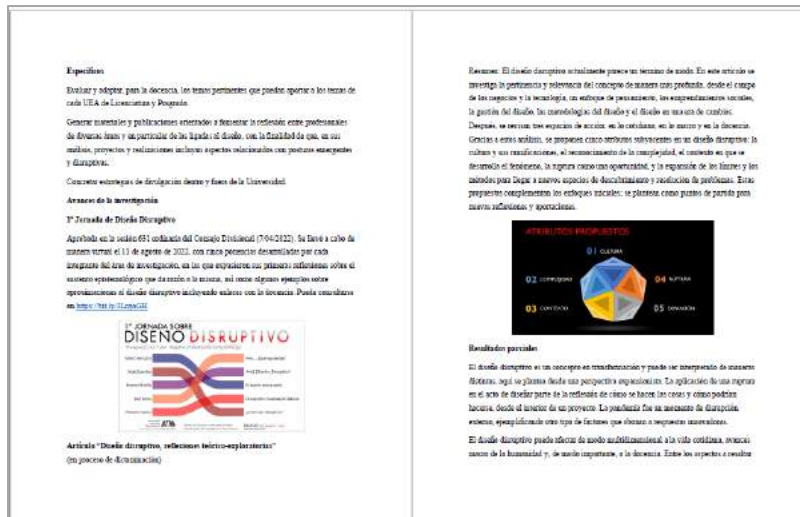 Específicos
Evaluar y adaptar, para la docencia, los temas pertinentes que puedan aportar a los temas de
cada UEA de Licenciatura y Posgrado.
Generar materiales y publicaciones orientados a fomentar la reflexión entre profesionales
de diversas áreas y en particular de las ligadas al diseño, con la finalidad de que, en sus
análisis, proyectos y realizaciones incluyan aspectos relacionados con posturas emergentes
y disruptivas.
Concretar estrategias de divulgación dentro y fuera de la Universidad.
Avances de la investigación
1ª Jornada de Diseño Disruptivo
Aprobada en la sesión 631 ordinaria del Consejo Divisional (7/04/2022). Se llevó a cabo de
manera virtual el 15 de agosto de 2022, con cinco ponencias desarrolladas por cada
integrante del área de investigación, en las que expusieron sus primeras reflexiones sobre el
sustento epistemológico que da razón a la misma, así como algunos ejemplos sobre
aproximaciones al diseño disruptivo incluyendo enlaces con la docencia. Puede consultarse
en
1ª JORNADA SOBRE
DISEÑO DISRUPTIVO
Artículo "Diseño disruptivo, reflexiones teórico-exploratorias"
(en proceso de dictaminación)
Resumen: El diseño disruptivo actualmente parece un término de moda. En este artículo se
investiga la pertinencia y relevancia del concepto de manera más profunda, desde el campo
de los negocios y la tecnología, un enfoque de pensamiento, los emprendimientos sociales,
la gestión del diseño, las metodologías del diseño y el diseño en una era de cambios.
Después, se revisan tres espacios de acción: en lo cotidiano, en lo macro y en la docencia.
Gracias a estos análisis, se proponen cinco atributos subyacentes en un diseño disruptivo: la
cultura y sus ramificaciones, el reconocimiento de la complejidad, el contexto en que se
desarrolla el fenómeno, la ruptura como una oportunidad, y la expansión de los límites y los
métodos para llegar a nuevos espacios de descubrimiento y resolución de problemas. Estas
propuestas complementan los enfoques iniciales; se plantean como puntos de partida para
nuevas reflexiones y aportaciones.
ATRIBUTOS PROPUESTOS
01 CULTURA
02 COMPLEJIDAD
04 RUPTURA
03 CONTEXTO
05 EXPANSIÓN
Resultados parciales
El diseño disruptivo es un concepto en transformación y puede ser interpretado de maneras
distintas, aquí se plantea desde una perspectiva expansionista. La aplicación de una ruptura
en el acto de diseñar parte de la reflexión de cómo se hacen las cosas y cómo podrían
hacerse, desde el interior de un proyecto. La pandemia fue un momento de disrupción
externo, ejemplificando otro tipo de factores que abonan a respuestas innovadoras.
El diseño disruptivo puede afectar de modo multidimensional a la vida cotidiana, avances
macro de la humanidad y, de modo importante, a la docencia. Entre los aspectos a resaltar